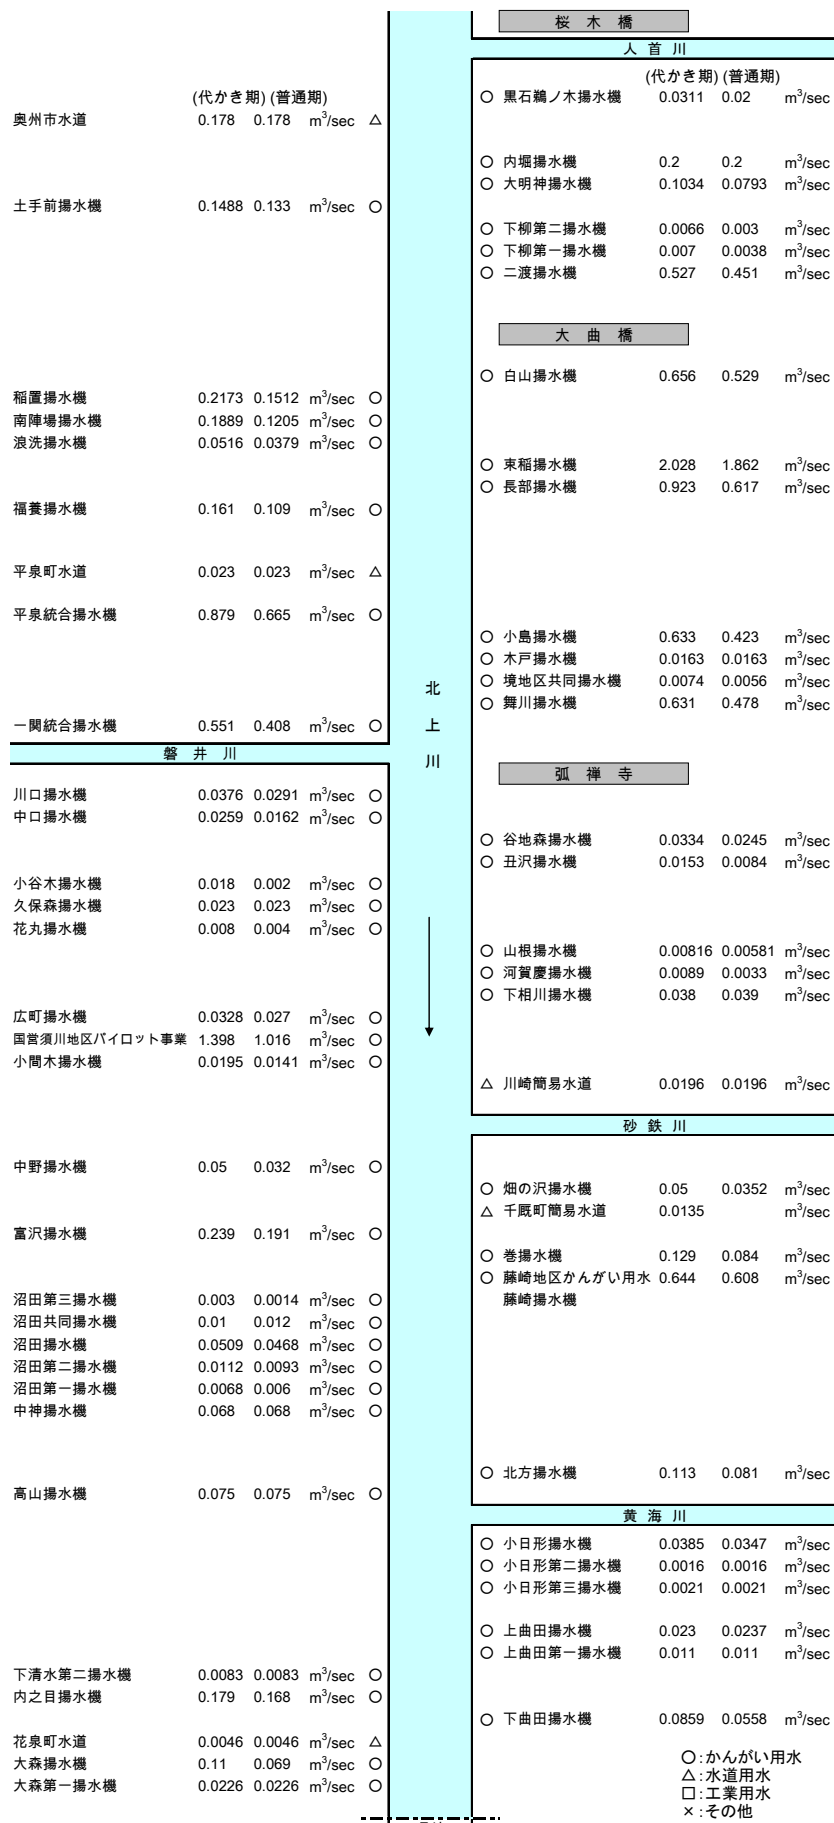 桜 木 橋
人 首 川
(代かき期) (普通期)
奥州市水道 0.178 0.178 m³/sec △
土手前揚水機 0.1488 0.133 m³/sec ○
稲置揚水機 0.2173 0.1512 m³/sec ○
南陣場揚水機 0.1889 0.1205 m³/sec ○
浪洗揚水機 0.0516 0.0379 m³/sec ○
福養揚水機 0.161 0.109 m³/sec ○
平泉町水道 0.023 0.023 m³/sec △
平泉統合揚水機 0.879 0.665 m³/sec ○
一関統合揚水機 0.551 0.408 m³/sec ○
磐 井 川
川口揚水機 0.0376 0.0291 m³/sec ○
中口揚水機 0.0259 0.0162 m³/sec ○
小谷木揚水機 0.018 0.002 m³/sec ○
久保森揚水機 0.023 0.023 m³/sec ○
花丸揚水機 0.008 0.004 m³/sec ○
広町揚水機 0.0328 0.027 m³/sec ○
国営須川地区パイロット事業 1.398 1.016 m³/sec ○
小間木揚水機 0.0195 0.0141 m³/sec ○
中野揚水機 0.05 0.032 m³/sec ○
富沢揚水機 0.239 0.191 m³/sec ○
沼田第三揚水機 0.003 0.0014 m³/sec ○
沼田共同揚水機 0.01 0.012 m³/sec ○
沼田揚水機 0.0509 0.0468 m³/sec ○
沼田第二揚水機 0.0112 0.0093 m³/sec ○
沼田第一揚水機 0.0068 0.006 m³/sec ○
中神揚水機 0.068 0.068 m³/sec ○
高山揚水機 0.075 0.075 m³/sec ○
下清水第二揚水機 0.0083 0.0083 m³/sec ○
内之目揚水機 0.179 0.168 m³/sec ○
花泉町水道 0.0046 0.0046 m³/sec △
大森揚水機 0.11 0.069 m³/sec ○
大森第一揚水機 0.0226 0.0226 m³/sec ○
北
上
川
(代かき期) (普通期)
○ 黒石鵜ノ木揚水機 0.0311 0.02 m³/sec
○ 内堀揚水機 0.2 0.2 m³/sec
○ 大明神揚水機 0.1034 0.0793 m³/sec
○ 下柳第二揚水機 0.0066 0.003 m³/sec
○ 下柳第一揚水機 0.007 0.0038 m³/sec
○ 二渡揚水機 0.527 0.451 m³/sec
大 曲 橋
○ 白山揚水機 0.656 0.529 m³/sec
○ 束稲揚水機 2.028 1.862 m³/sec
○ 長部揚水機 0.923 0.617 m³/sec
○ 小島揚水機 0.633 0.423 m³/sec
○ 木戸揚水機 0.0163 0.0163 m³/sec
○ 境地区共同揚水機 0.0074 0.0056 m³/sec
○ 舞川揚水機 0.631 0.478 m³/sec
弧 禅 寺
○ 谷地森揚水機 0.0334 0.0245 m³/sec
○ 丑沢揚水機 0.0153 0.0084 m³/sec
○ 山根揚水機 0.00816 0.00581 m³/sec
○ 河賀慶揚水機 0.0089 0.0033 m³/sec
○ 下相川揚水機 0.038 0.039 m³/sec
△ 川崎簡易水道 0.0196 0.0196 m³/sec
砂 鉄 川
○ 畑の沢揚水機 0.05 0.0352 m³/sec
△ 千厩町簡易水道 0.0135 m³/sec
○ 巻揚水機 0.129 0.084 m³/sec
○ 藤崎地区かんがい用水 0.644 0.608 m³/sec
藤崎揚水機
○ 北方揚水機 0.113 0.081 m³/sec
黄 海 川
○ 小日形揚水機 0.0385 0.0347 m³/sec
○ 小日形第二揚水機 0.0016 0.0016 m³/sec
○ 小日形第三揚水機 0.0021 0.0021 m³/sec
○ 上曲田揚水機 0.023 0.0237 m³/sec
○ 上曲田第一揚水機 0.011 0.011 m³/sec
○ 下曲田揚水機 0.0859 0.0558 m³/sec
○:かんがい用水
△:水道用水
□:工業用水
×:その他